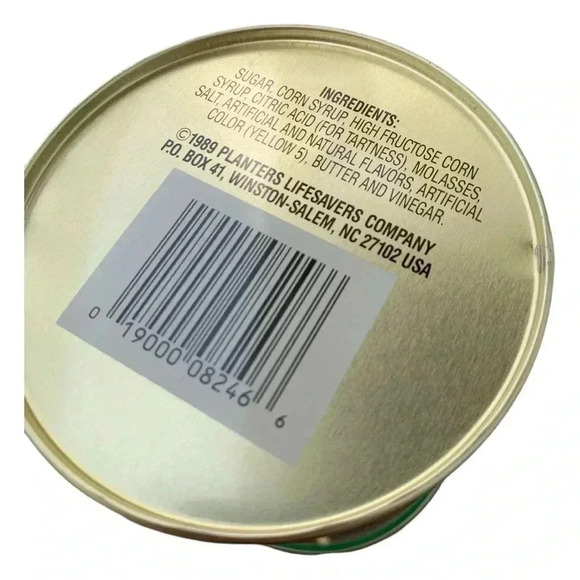 INGREDIENTS:
SUGAR, CORN SYRUP, HIGH FRUCTOSE CORN
SYRUP, CITRIC ACID (FOR TARTNESS), MOLASSES,
SALT, ARTIFICIAL AND NATURAL FLAVORS, ARTIFICIAL
COLOR (YELLOW 5), BUTTER AND VINEGAR.
©1989 PLANTERS LIFESAVERS COMPANY
P.O. BOX 41, WINSTON-SALEM, NC 27102 USA
0 19000 08246 6